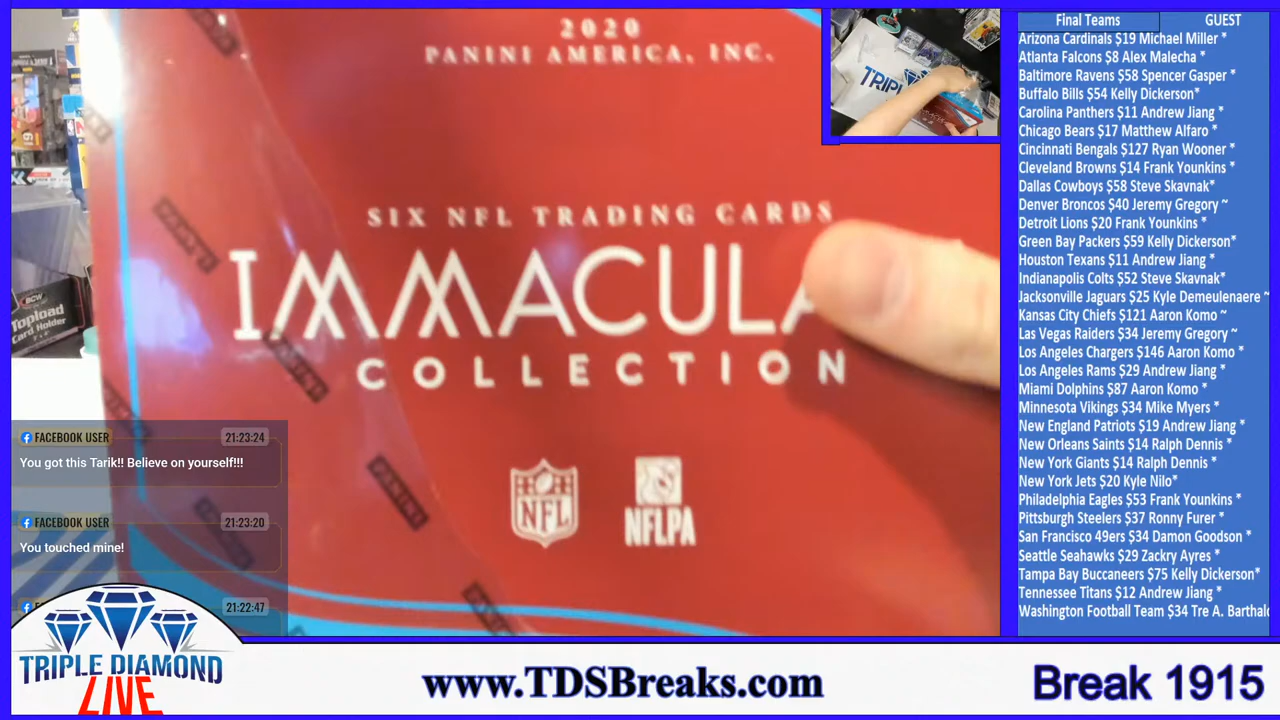 2020
PANINI AMERICA, INC.
SIX NFL TRADING CARDS
IMMACULA
COLLECTION
NFL
NFLPA
PANINI
PANINI
PANINI
BCW
Topload
Card Holder
TRIPL
FACEBOOK USER 21:23:24
You got this Tarik!! Believe on yourself!!!
FACEBOOK USER 21:23:20
You touched mine!
21:22:47
TRIPLE DIAMOND
LIVE
www.TDSBreaks.com
Break 1915
Final Teams GUEST
Arizona Cardinals $19 Michael Miller *
Atlanta Falcons $8 Alex Malecha *
Baltimore Ravens $58 Spencer Gasper *
Buffalo Bills $54 Kelly Dickerson*
Carolina Panthers $11 Andrew Jiang *
Chicago Bears $17 Matthew Alfaro *
Cincinnati Bengals $127 Ryan Wooner *
Cleveland Browns $14 Frank Younkins *
Dallas Cowboys $58 Steve Skavnak*
Denver Broncos $40 Jeremy Gregory ~
Detroit Lions $20 Frank Younkins *
Green Bay Packers $59 Kelly Dickerson*
Houston Texans $11 Andrew Jiang *
Indianapolis Colts $52 Steve Skavnak*
Jacksonville Jaguars $25 Kyle Demeulenaere ~
Kansas City Chiefs $121 Aaron Komo ~
Las Vegas Raiders $34 Jeremy Gregory ~
Los Angeles Chargers $146 Aaron Komo *
Los Angeles Rams $29 Andrew Jiang *
Miami Dolphins $87 Aaron Komo *
Minnesota Vikings $34 Mike Myers *
New England Patriots $19 Andrew Jiang *
New Orleans Saints $14 Ralph Dennis *
New York Giants $14 Ralph Dennis *
New York Jets $20 Kyle Nilo*
Philadelphia Eagles $53 Frank Younkins *
Pittsburgh Steelers $37 Ronny Furer *
San Francisco 49ers $34 Damon Goodson *
Seattle Seahawks $29 Zackry Ayres *
Tampa Bay Buccaneers $75 Kelly Dickerson*
Tennessee Titans $12 Andrew Jiang *
Washington Football Team $34 Tre A. Barthalo